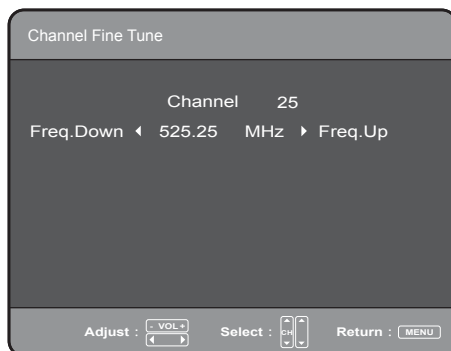 Channel Fine Tune
Channel 25
Freq.Down 525.25 MHz Freq.Up
Adjust : - VOL + Select : CH Return : MENU